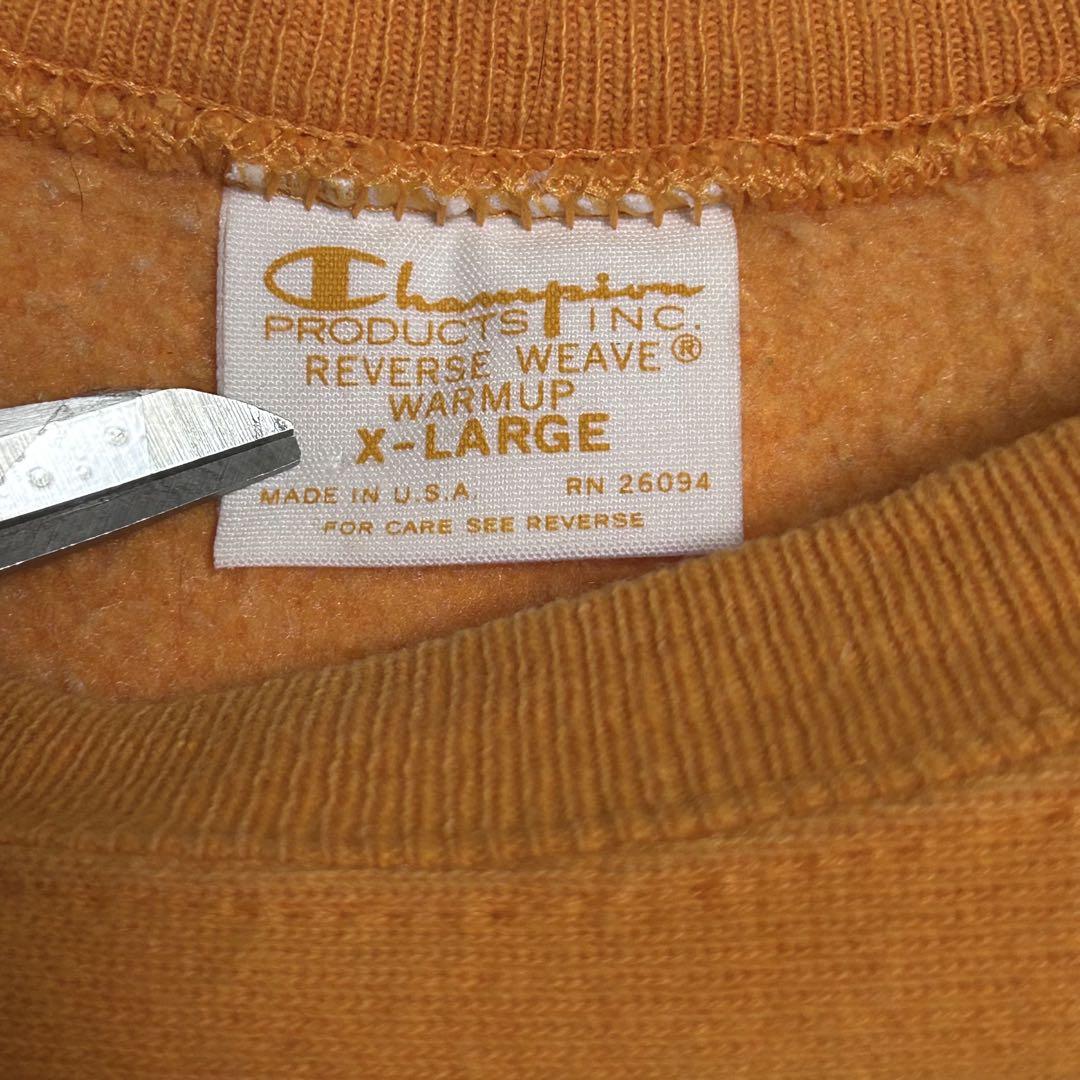 Champion
PRODUCTS INC.
REVERSE WEAVE®
WARMUP
X-LARGE
MADE IN U.S.A. RN 26094
FOR CARE SEE REVERSE